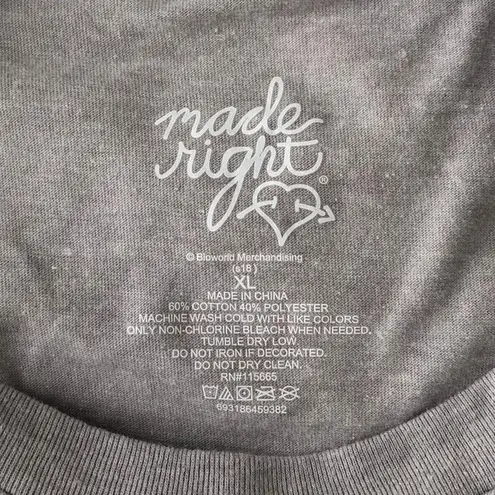 made
right
®
© Bioworld Merchandising
(s16)
XL
MADE IN CHINA
60% COTTON 40% POLYESTER
MACHINE WASH COLD WITH LIKE COLORS
ONLY NON-CHLORINE BLEACH WHEN NEEDED.
TUMBLE DRY LOW.
DO NOT IRON IF DECORATED.
DO NOT DRY CLEAN.
RN#115665
693186459382